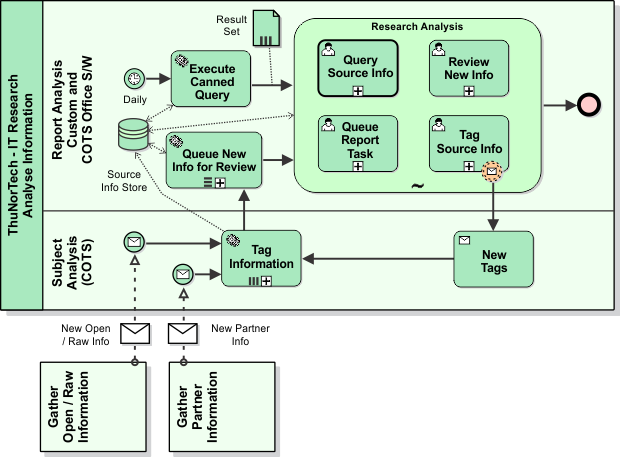 ThuNorTech - IT Research
Analyse Information
Report Analysis
Custom and
COTS Office S/W
Result
Set
Daily
Execute
Canned
Query
Source
Info Store
Queue New
Info for Review
Research Analysis
Query
Source Info
Review
New Info
Queue
Report
Task
Tag
Source Info
~
Subject
Analysis
(COTS)
Tag
Information
New
Tags
New Open
/ Raw Info
New Partner
Info
Gather
Open / Raw
Information
Gather
Partner
Information